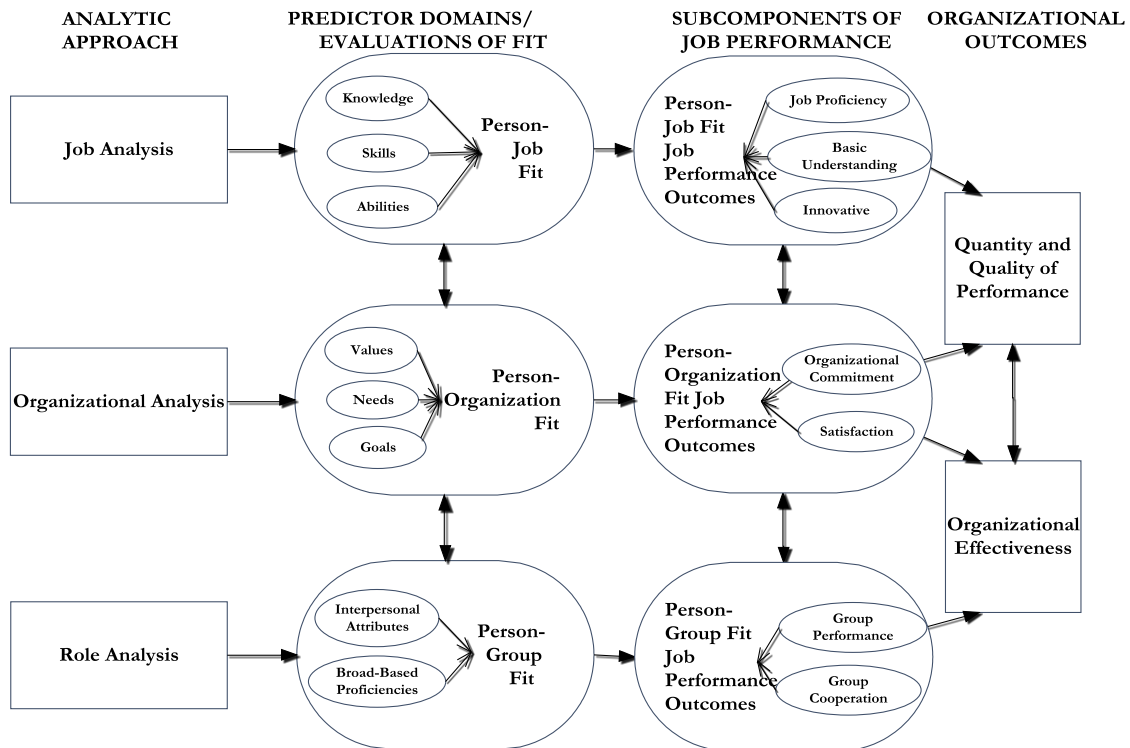 ANALYTIC
APPROACH
PREDICTOR DOMAINS/
EVALUATIONS OF FIT
SUBCOMPONENTS OF
JOB PERFORMANCE
ORGANIZATIONAL
OUTCOMES
Job Analysis
Knowledge
Skills
Abilities
Person-
Job
Fit
Person-
Job Fit
Job
Performance
Outcomes
Job Proficiency
Basic
Understanding
Innovative
Quantity and
Quality of
Performance
Organizational Analysis
Values
Needs
Goals
Person-
Organization
Fit
Person-
Organization
Fit Job
Performance
Outcomes
Organizational
Commitment
Satisfaction
Organizational
Effectiveness
Role Analysis
Interpersonal
Attributes
Broad-Based
Proficiencies
Person-
Group
Fit
Person-
Group Fit
Job
Performance
Outcomes
Group
Performance
Group
Cooperation